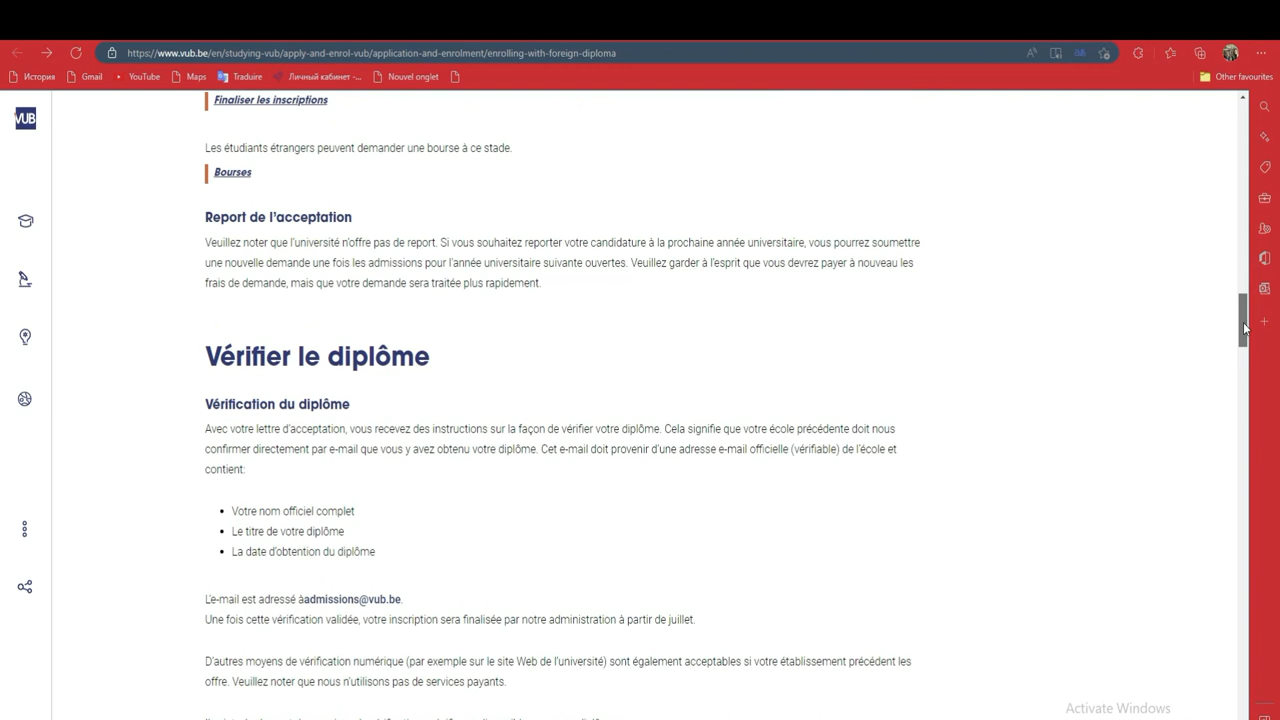 https://www.vub.be/en/studying-vub/apply-and-enrol-vub/application-and-enrolment/enrolling-with-foreign-diploma
История Gmail YouTube Maps Traduire Личный кабинет -... Nouvel onglet Other favourites
VUB
Finaliser les inscriptions
Les étudiants étrangers peuvent demander une bourse à ce stade.
Bourses
Report de l'acceptation
Veuillez noter que l'université n'offre pas de report. Si vous souhaitez reporter votre candidature à la prochaine année universitaire, vous pourrez soumettre
une nouvelle demande une fois les admissions pour l'année universitaire suivante ouvertes. Veuillez garder à l'esprit que vous devrez payer à nouveau les
frais de demande, mais que votre demande sera traitée plus rapidement.
Vérifier le diplôme
Vérification du diplôme
Avec votre lettre d'acceptation, vous recevez des instructions sur la façon de vérifier votre diplôme. Cela signifie que votre école précédente doit nous
confirmer directement par e-mail que vous y avez obtenu votre diplôme. Cet e-mail doit provenir d'une adresse e-mail officielle (vérifiable) de l'école et
contient:
• Votre nom officiel complet
• Le titre de votre diplôme
• La date d'obtention du diplôme
L'e-mail est adressé àadmissions@vub.be.
Une fois cette vérification validée, votre inscription sera finalisée par notre administration à partir de juillet.
D'autres moyens de vérification numérique (par exemple sur le site Web de l'université) sont également acceptables si votre établissement précédent les
offre. Veuillez noter que nous n'utilisons pas de services payants.
Activate Windows